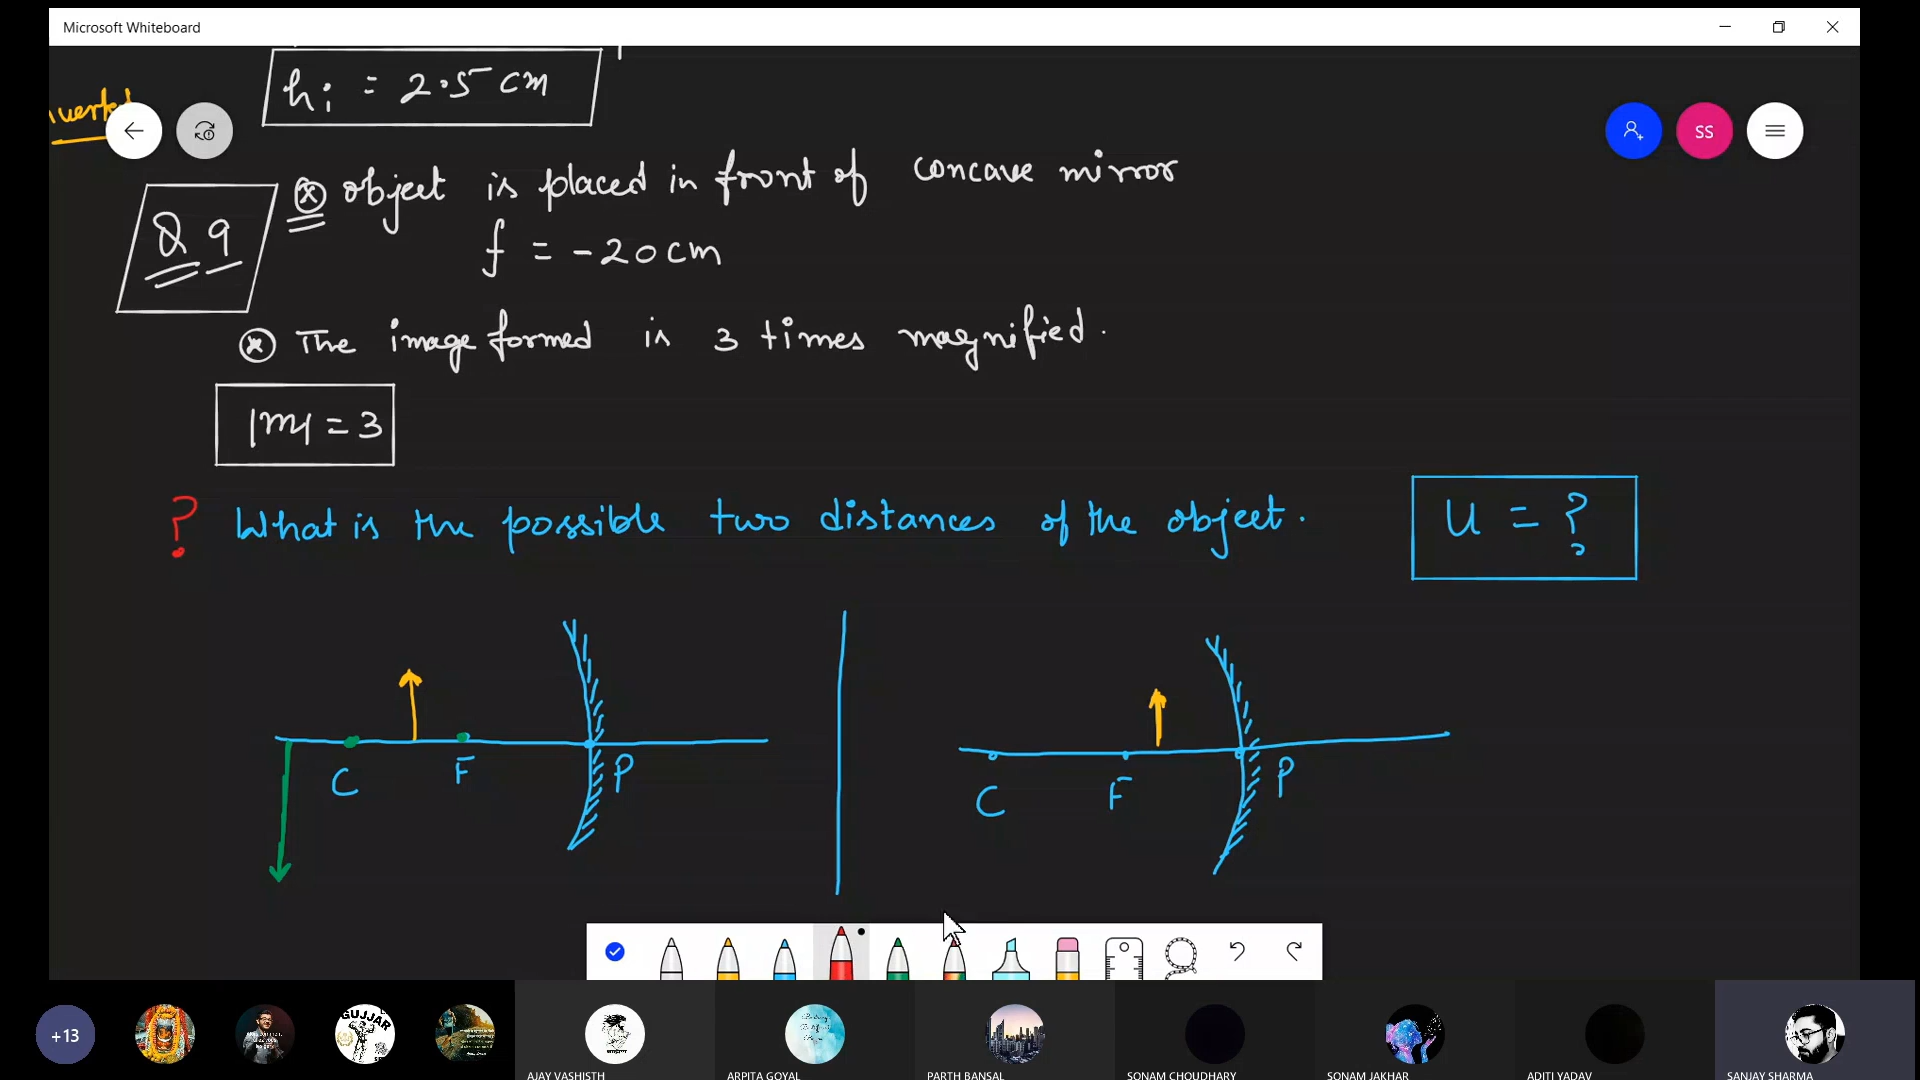 Microsoft Whiteboard
hi = 2.5 cm
SS
object is placed in front of concave mirror
Q 9
f = -20cm
The image formed is 3 times magnified.
|m| = 3
? What is the possible two distances of the object.
u = ?
C F P
C F P
+13
GUJJAR
AJAY VASHISTH
ARPITA GOYAL
PARTH BANSAL
SONAM CHOUDHARY
SONAM JAKHAR
ADITI YADAV
SANJAY SHARMA